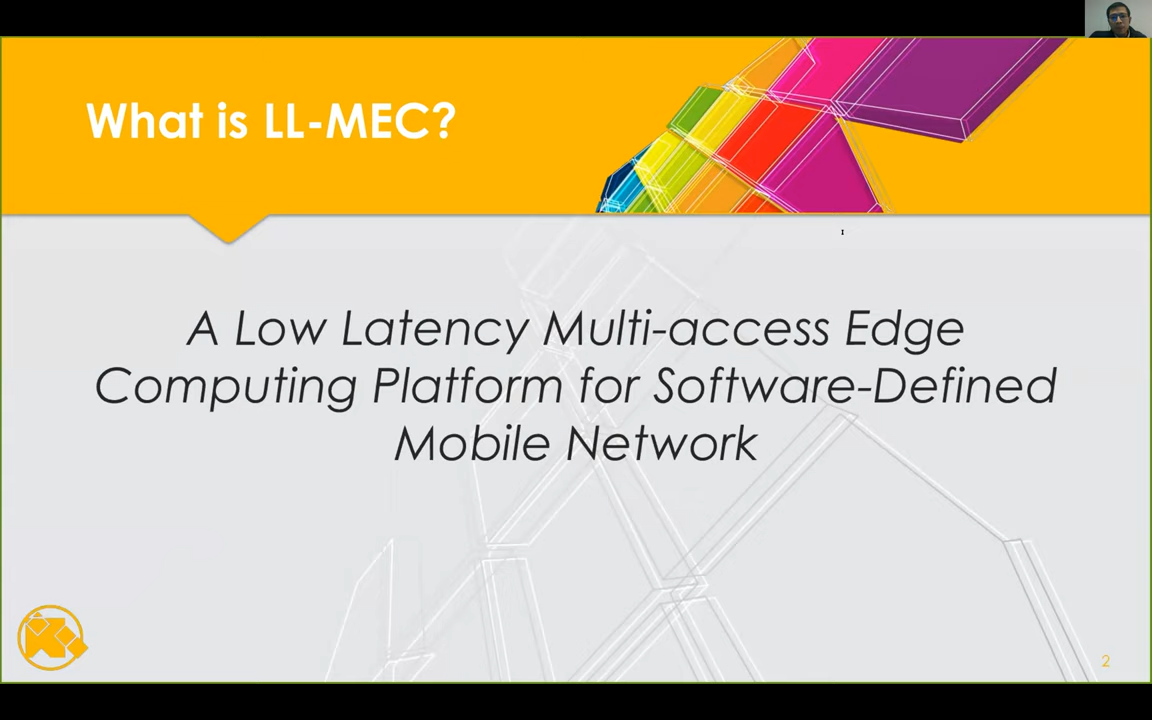 What is LL-MEC?
A Low Latency Multi-access Edge
Computing Platform for Software-Defined
Mobile Network
2